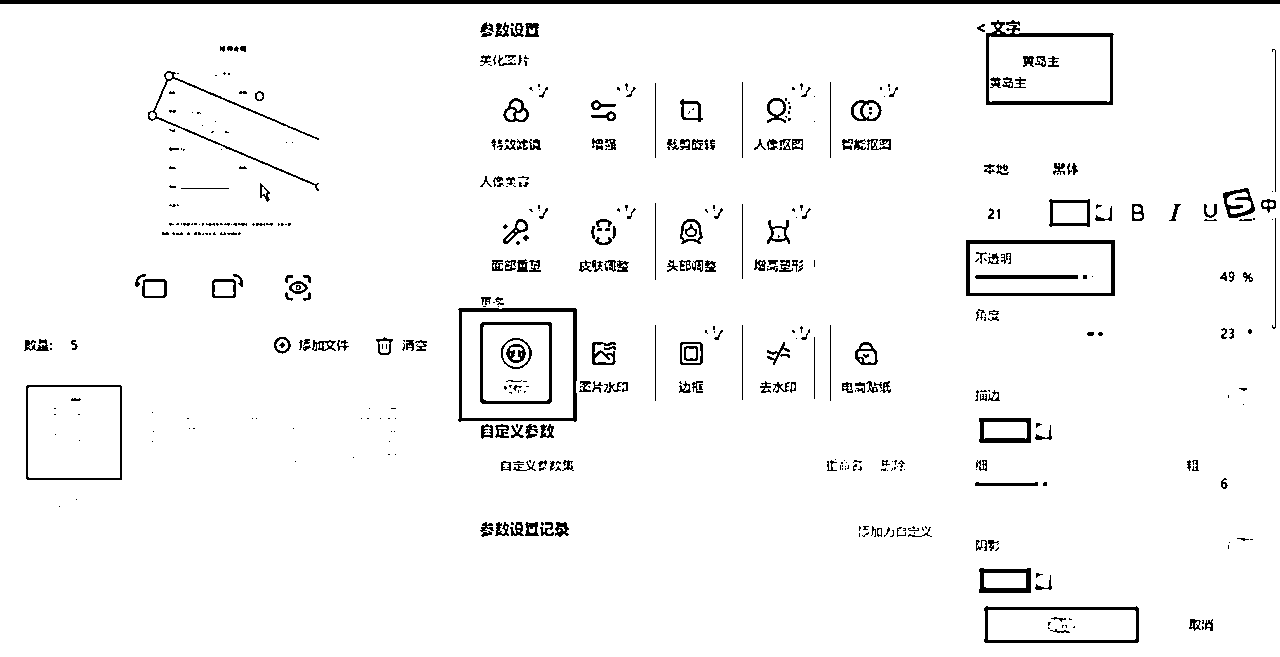 参数设置
美化图片
特效滤镜 增强 裁剪旋转 人像抠图 智能抠图
人像美容
面部重塑 皮肤调整 头部调整 增高塑形
更多
图片水印 边框 去水印 电商贴纸
自定义参数
自定义参数集 重命名 删除
参数设置记录 添加为自定义
数量: 5 添加文件 清空
< 文字
黄岛主
黄岛主
本地 黑体
21 B I U S 中
不透明
49 %
角度
23 °
描边
细 粗
6
阴影
取消